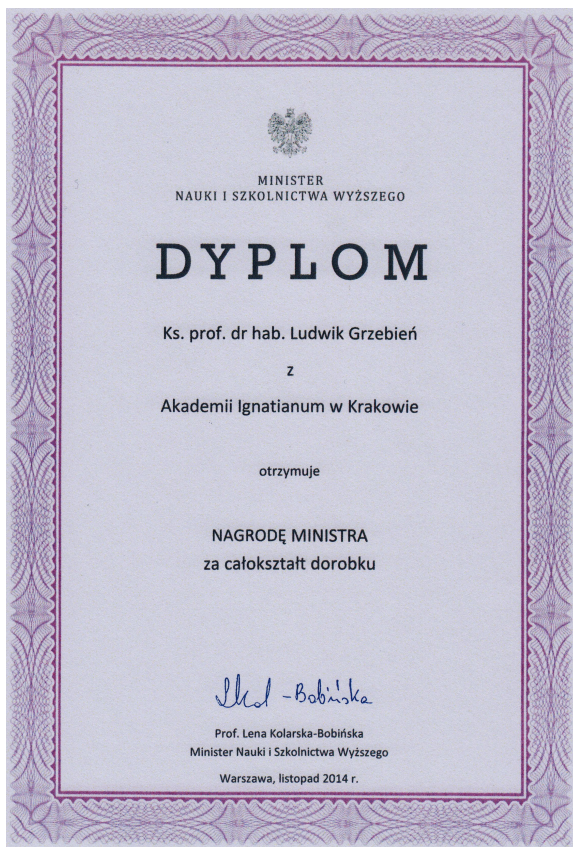 MINISTER
NAUKI I SZKOLNICTWA WYŻSZEGO
DYPLOM
Ks. prof. dr hab. Ludwik Grzebień
z
Akademii Ignatianum w Krakowie
otrzymuje
NAGRODĘ MINISTRA
za całokształt dorobku
Prof. Lena Kolarska-Bobińska
Minister Nauki i Szkolnictwa Wyższego
Warszawa, listopad 2014 r.